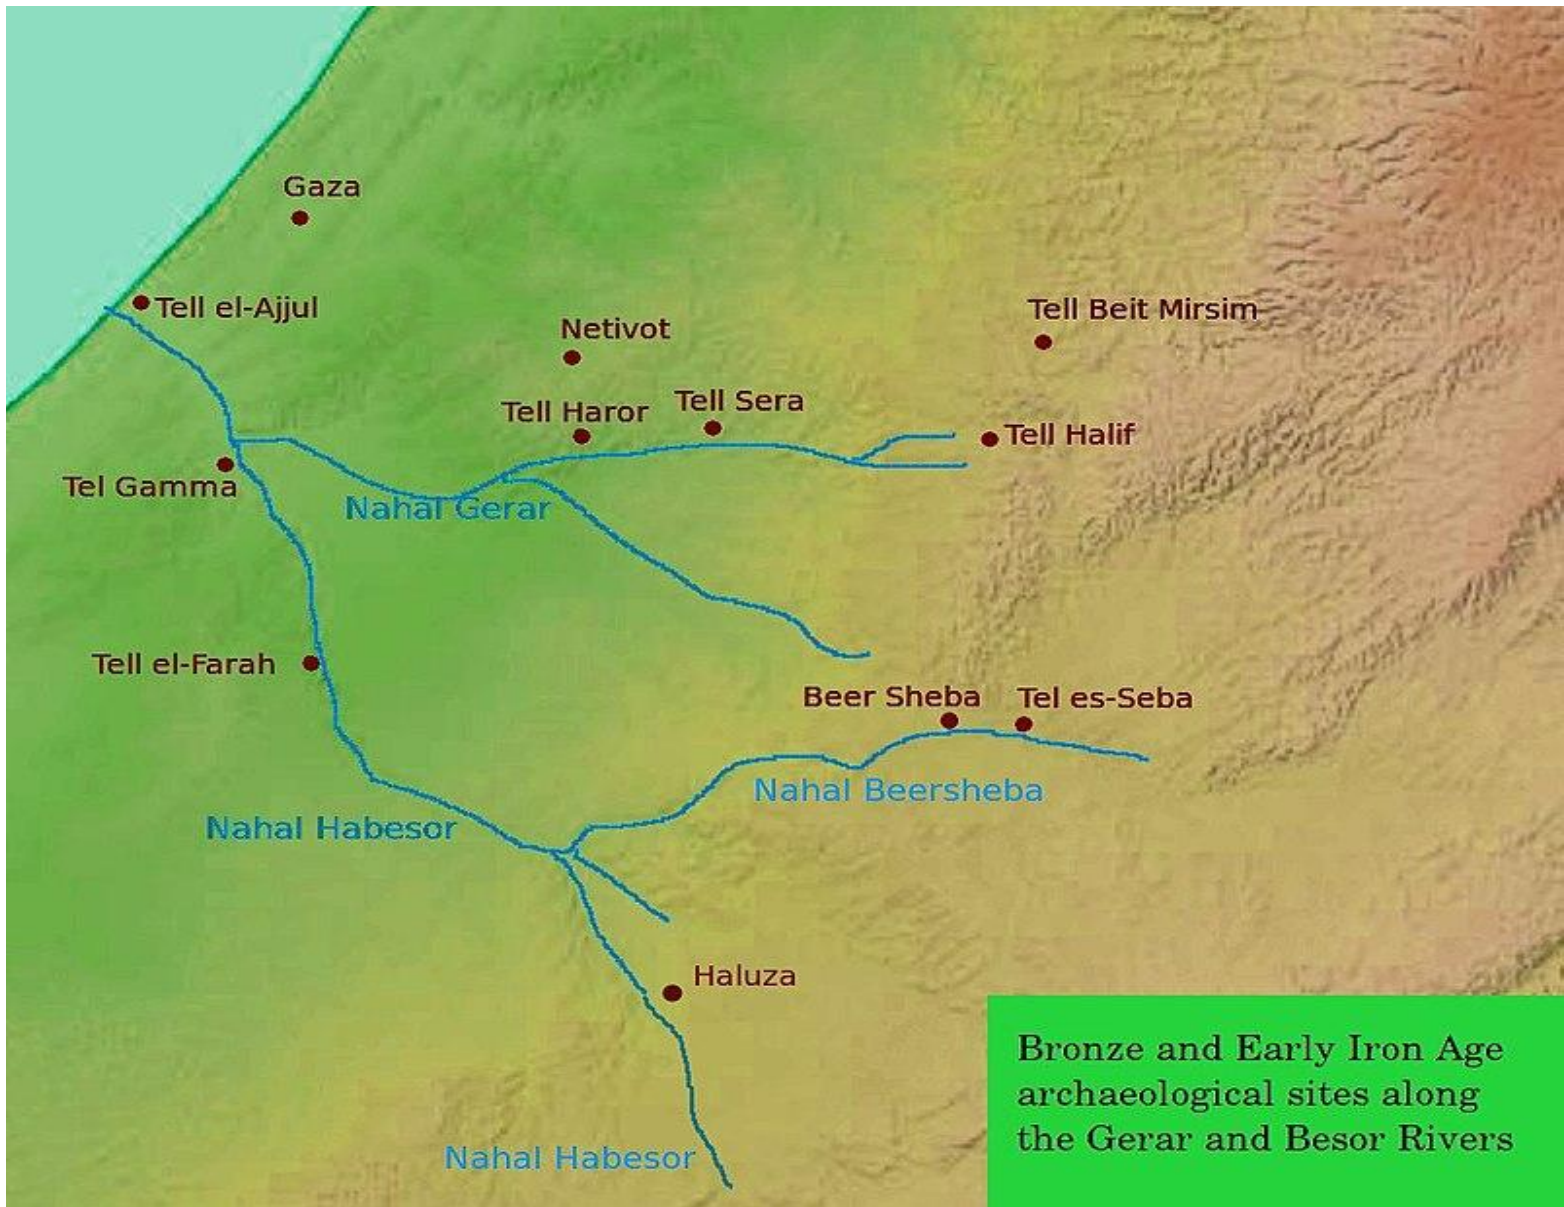 Gaza
Tell el-Ajjul
Tell Beit Mirsim
Netivot
Tell Sera
Tell Haror
Tell Halif
Tel Gamma
Nahal Gerar
Tell el-Farah
Beer Sheba
Tel es-Seba
Nahal Beersheba
Nahal Habesor
Haluza
Bronze and Early Iron Age
archaeological sites along
the Gerar and Besor Rivers
Nahal Habesor